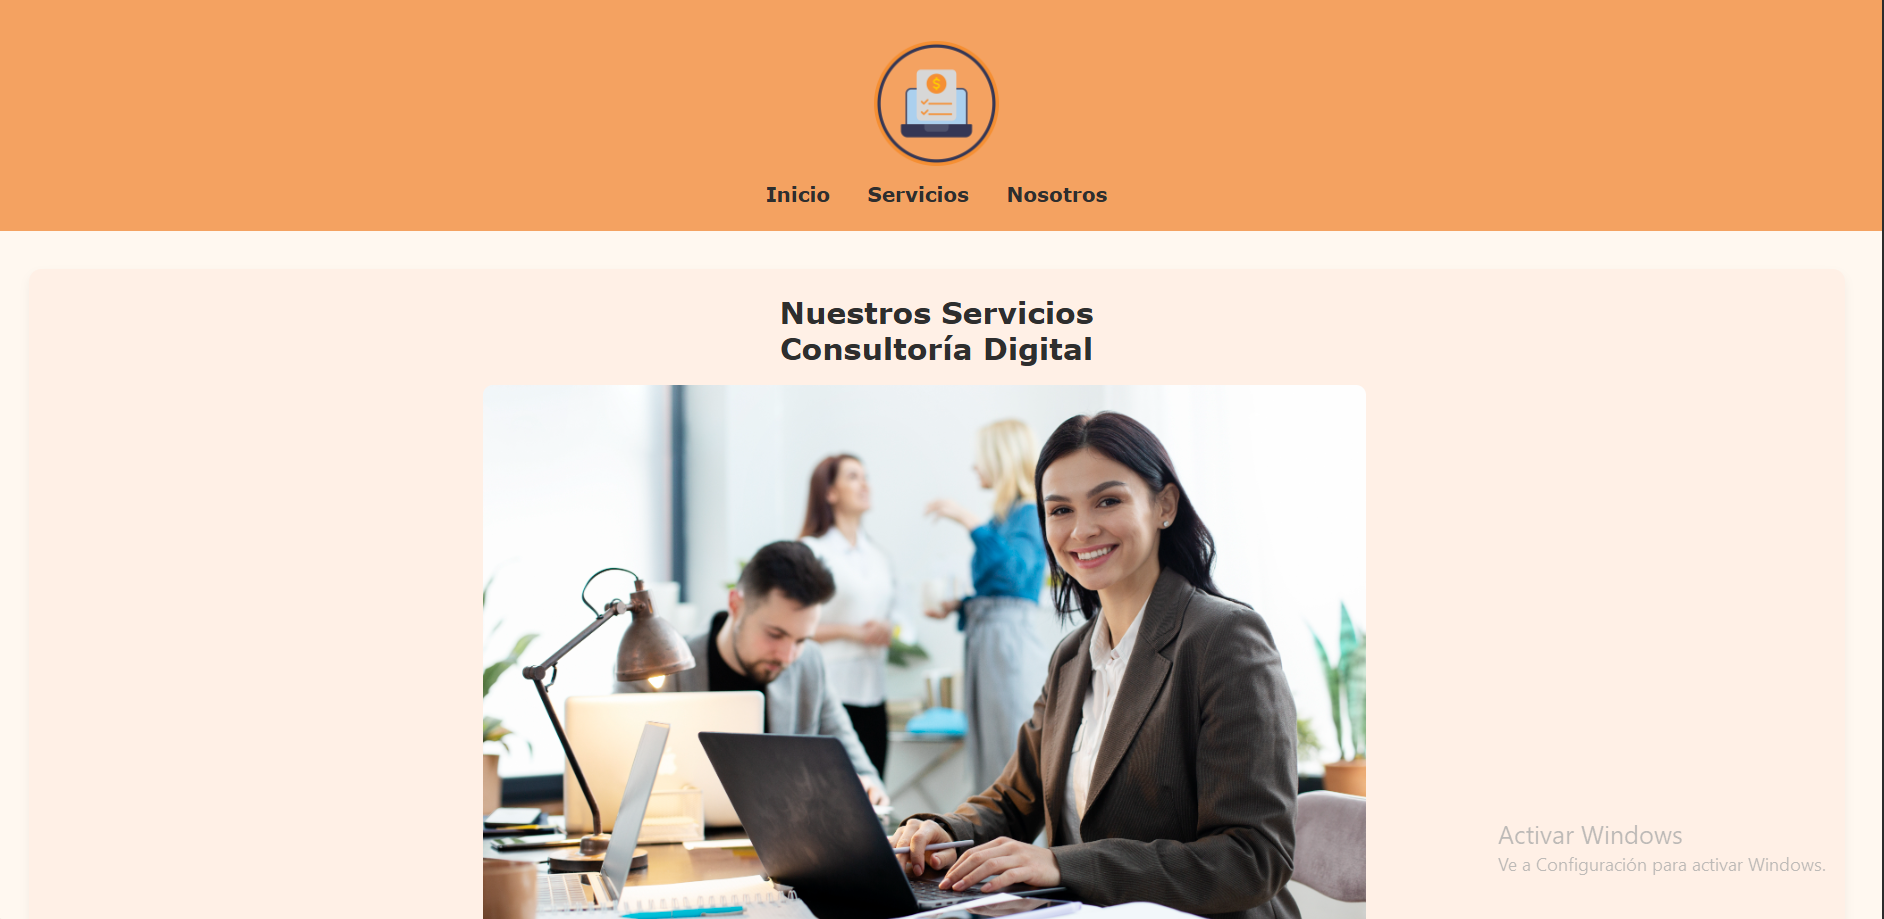 $
Inicio Servicios Nosotros
Nuestros Servicios
Consultoría Digital
Activar Windows
Ve a Configuración para activar Windows.